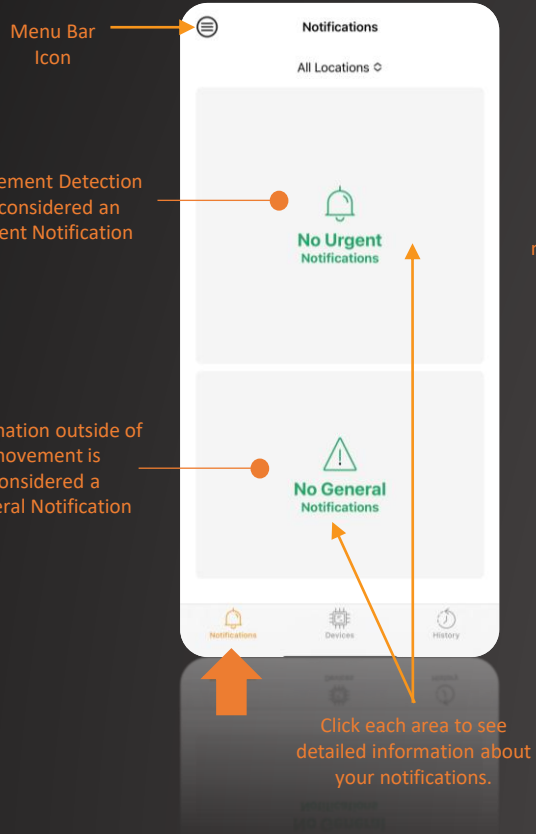 Menu Bar
Icon
Notifications
All Locations
ement Detection
considered an
ent Notification
No Urgent
Notifications
nation outside of
movement is
onsidered a
eral Notification
No General
Notifications
Notifications
Devices
History
Click each area to see
detailed information about
your notifications.